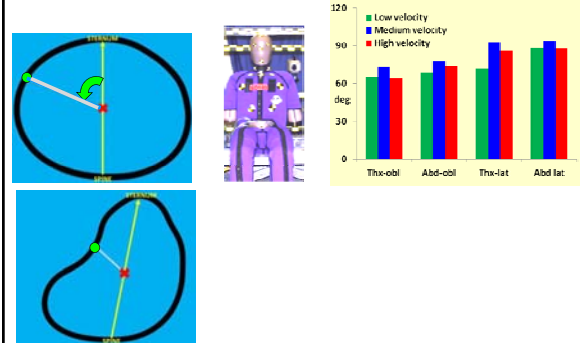 STERNUM
SPINE
120
90
60
deg
30
0
Low velocity
Medium velocity
High velocity
Thx-obl Abd-obl Thx-lat Abd lat
STERNUM
SPINE